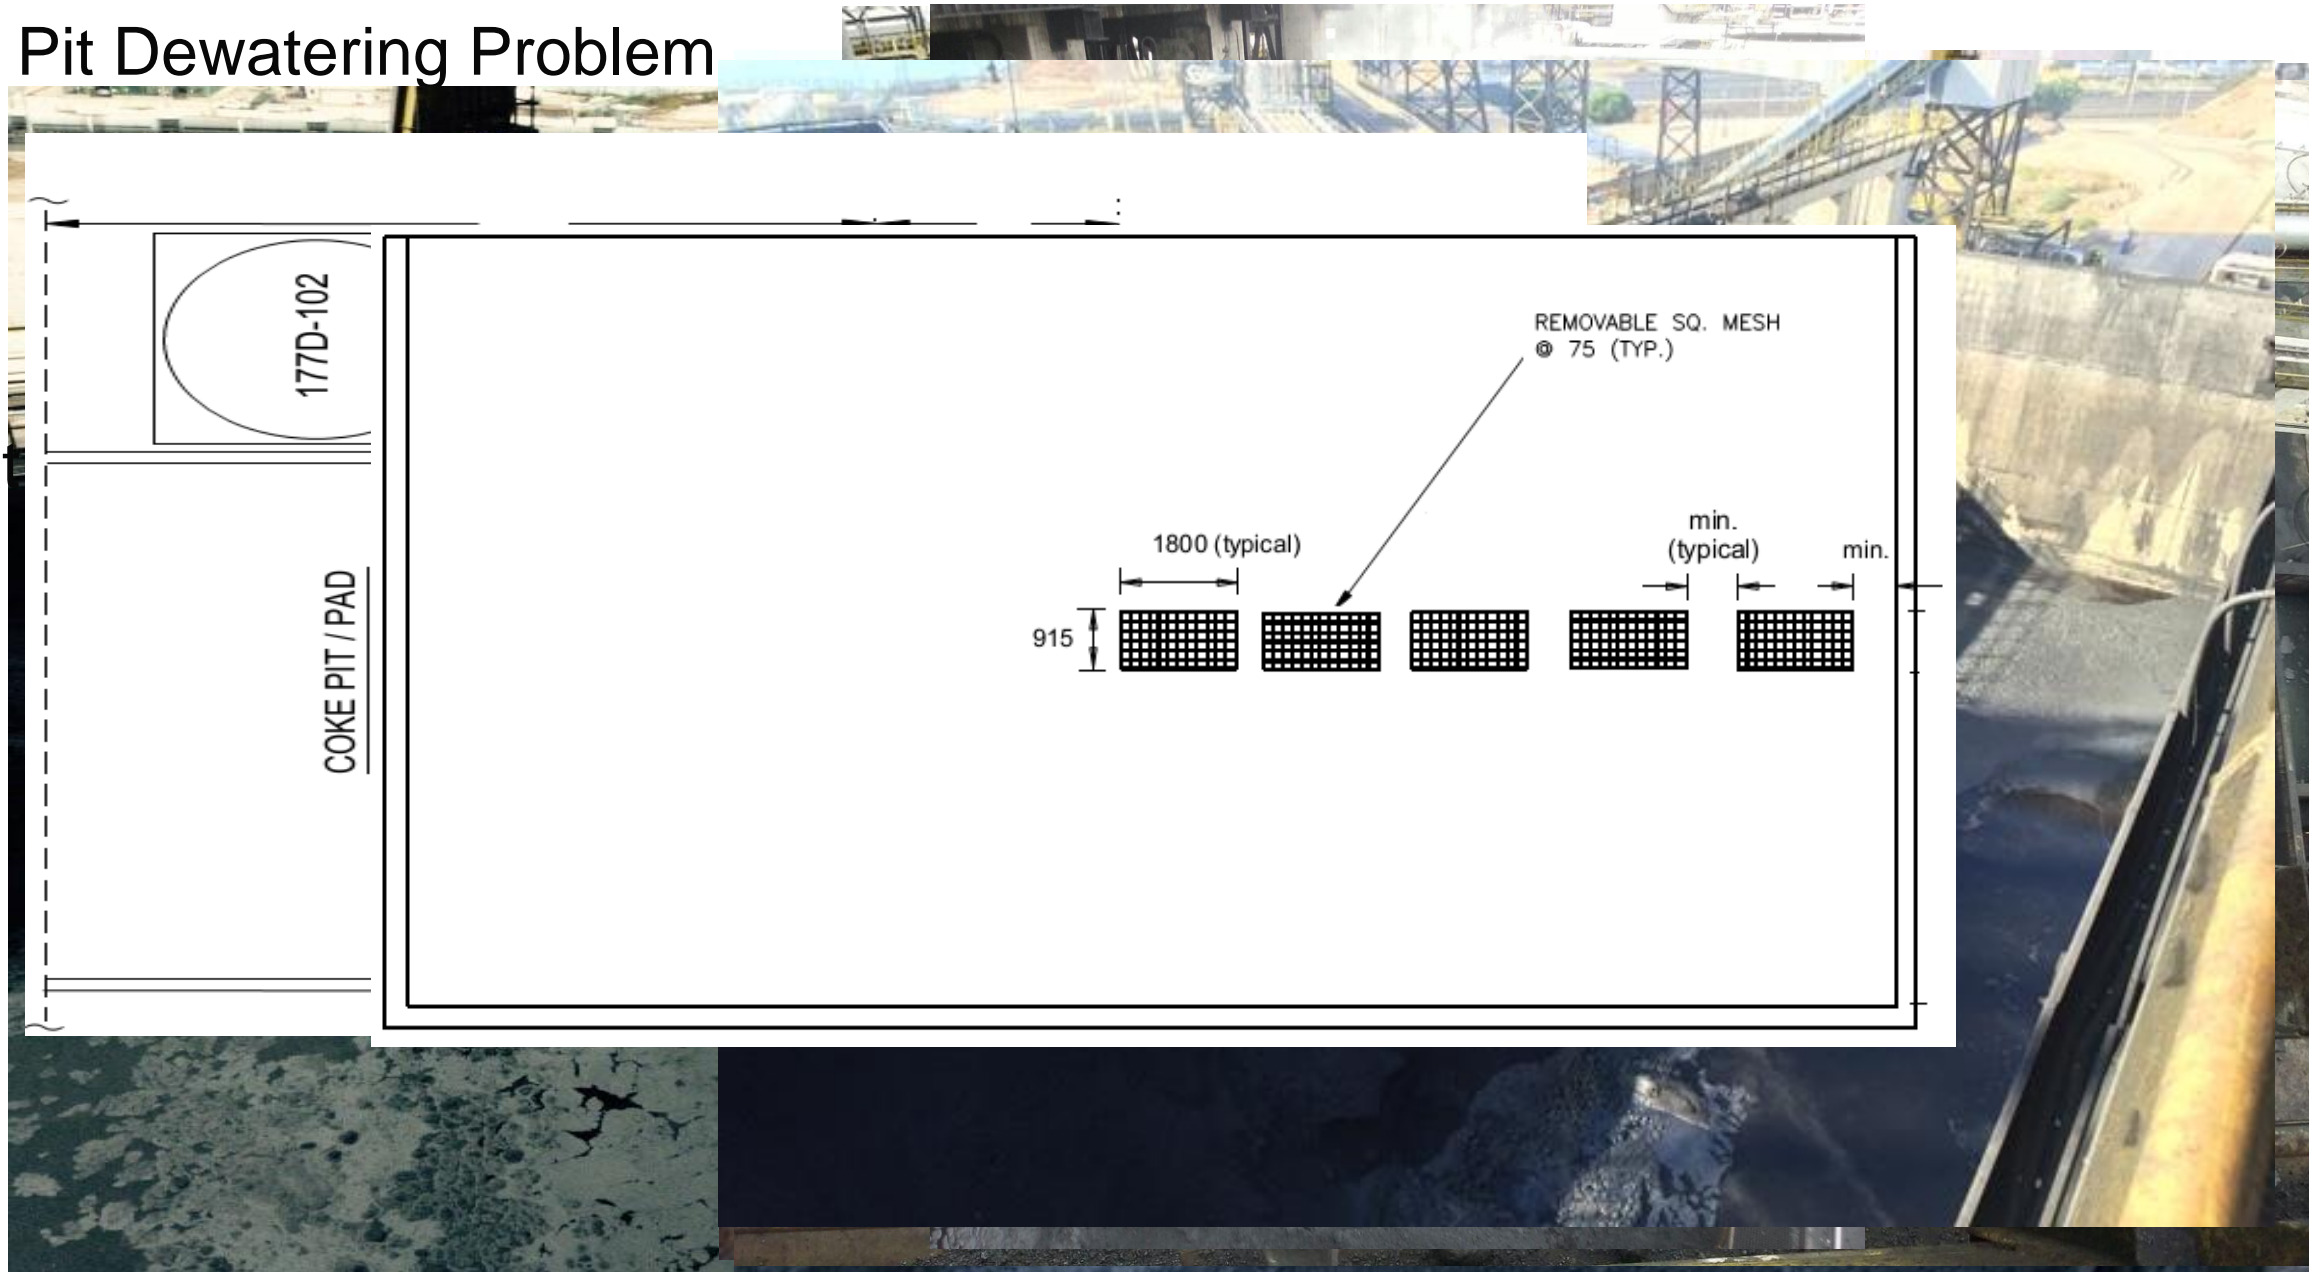 Pit Dewatering Problem
t
177D-102
COKE PIT / PAD
REMOVABLE SQ. MESH
@ 75 (TYP.)
1800 (typical)
min.
(typical)
min.
915